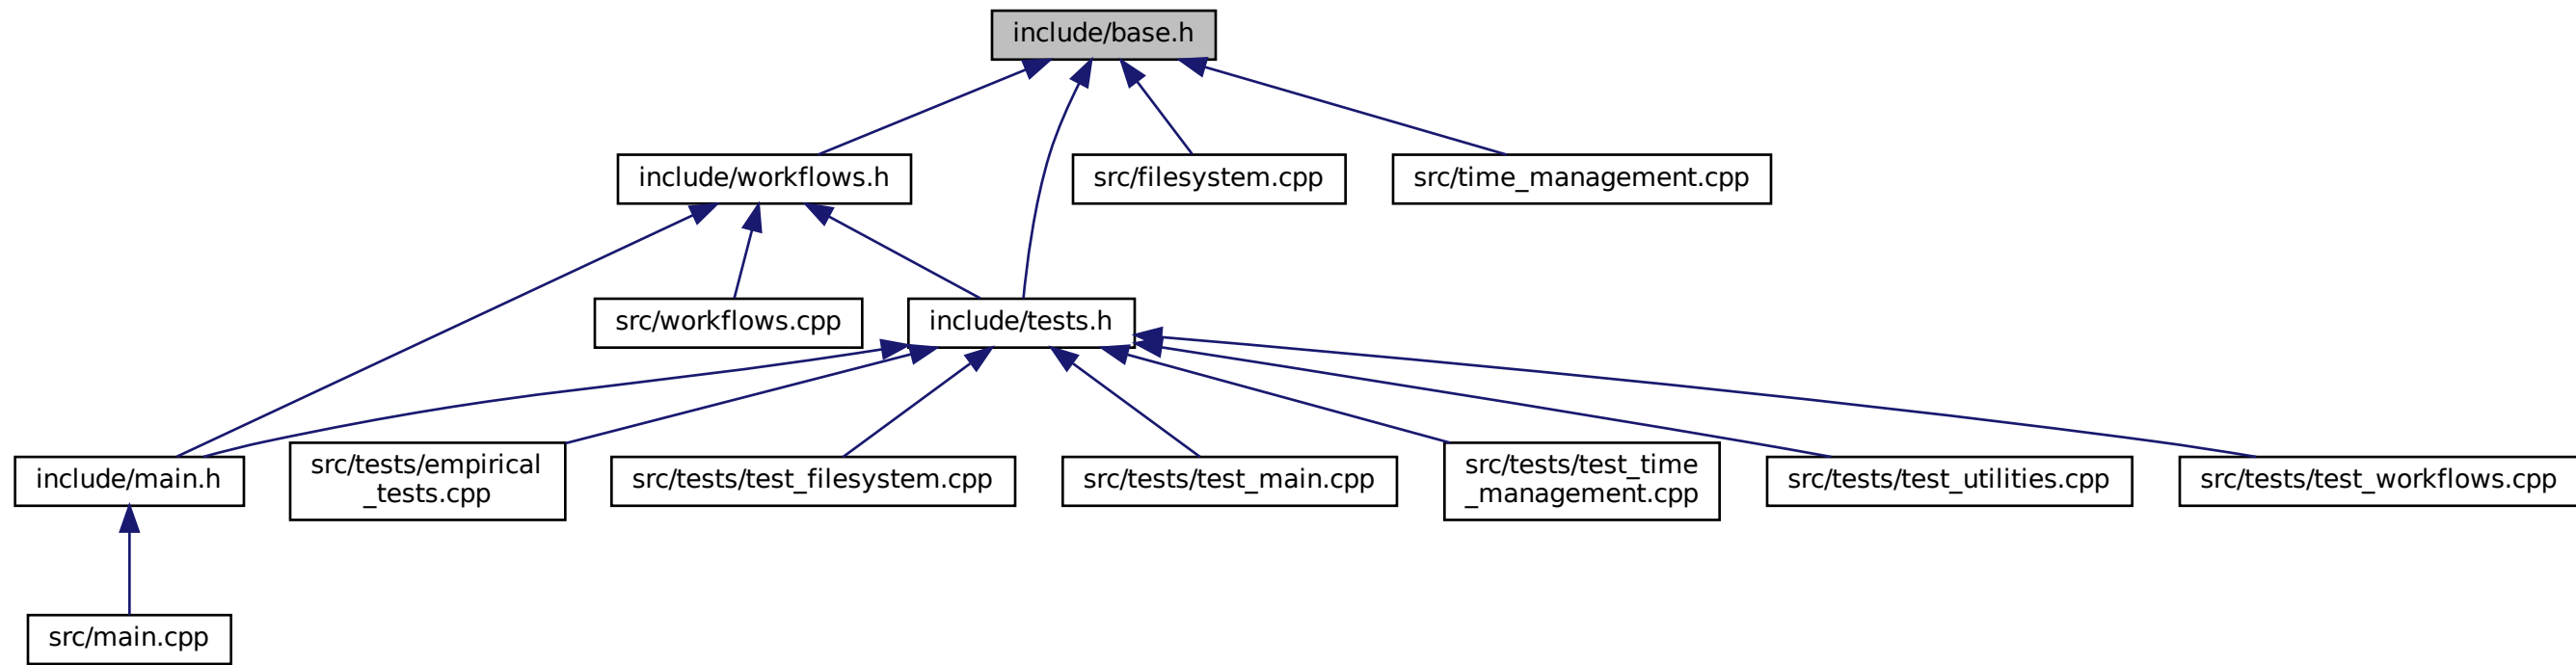 include/base.h
include/workflows.h
src/filesystem.cpp
src/time_management.cpp
src/workflows.cpp
include/tests.h
include/main.h
src/tests/empirical
_tests.cpp
src/tests/test_filesystem.cpp
src/tests/test_main.cpp
src/tests/test_time
_management.cpp
src/tests/test_utilities.cpp
src/tests/test_workflows.cpp
src/main.cpp